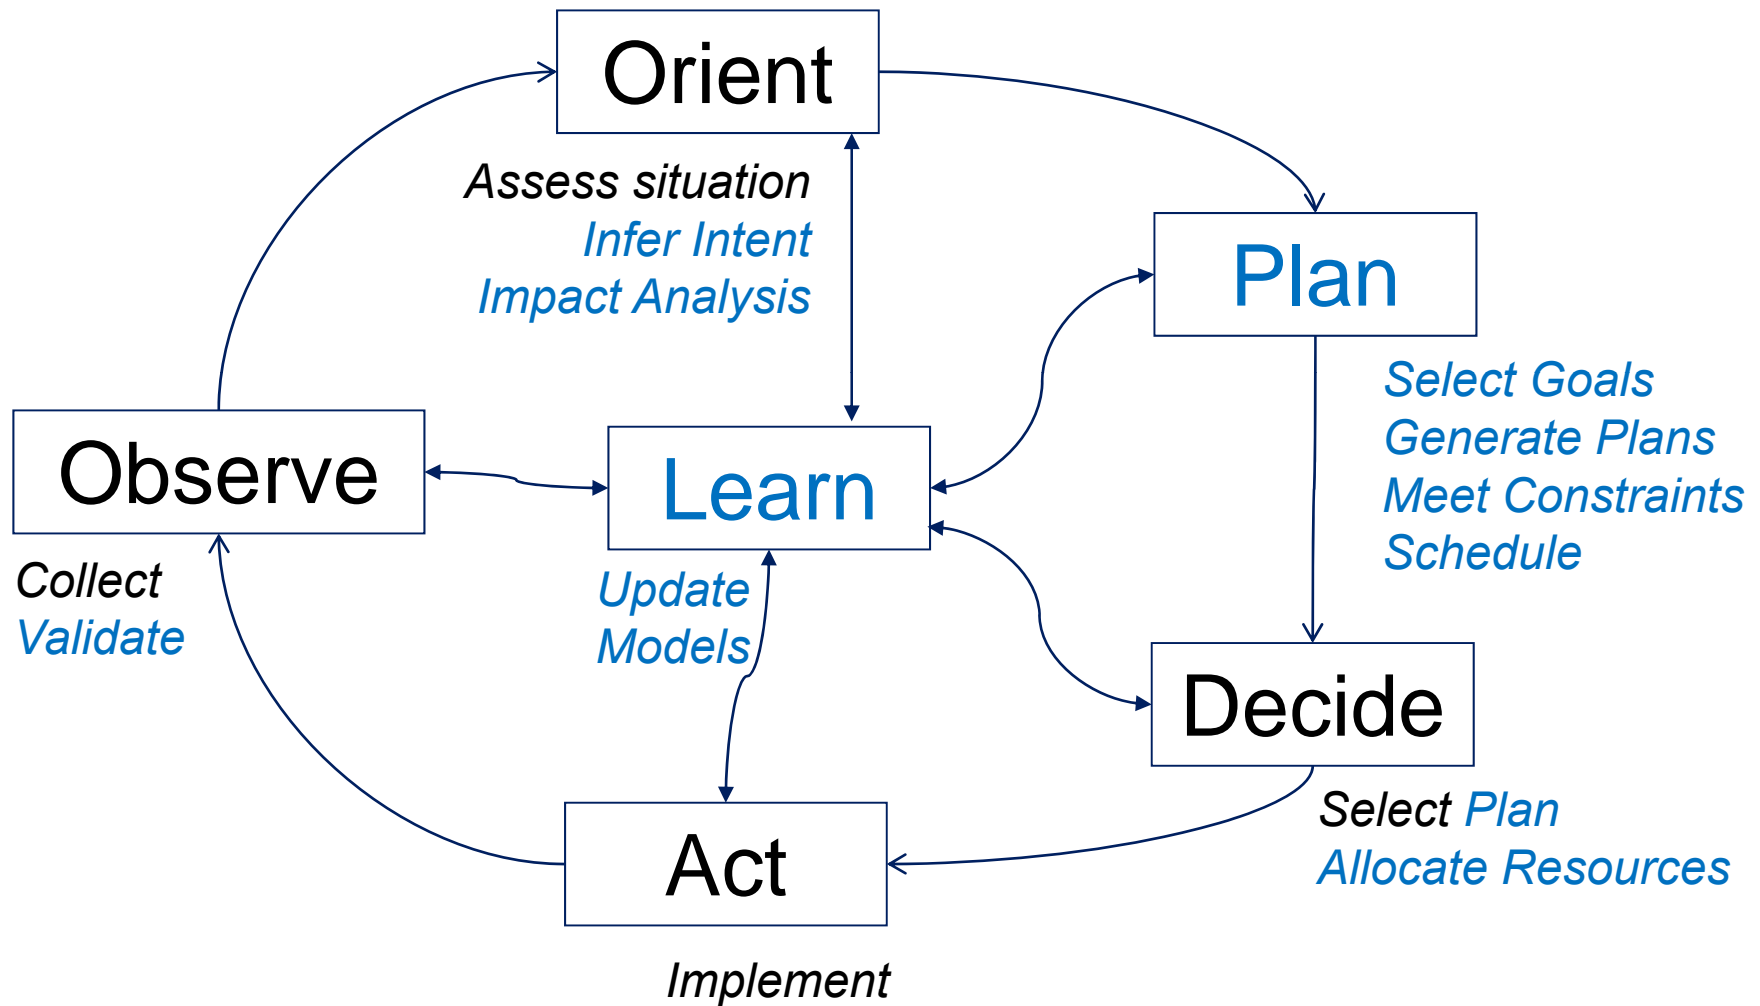 Orient
Assess situation
Infer Intent
Impact Analysis
Plan
Select Goals
Generate Plans
Meet Constraints
Schedule
Observe
Collect
Validate
Learn
Update
Models
Decide
Select Plan
Allocate Resources
Act
Implement